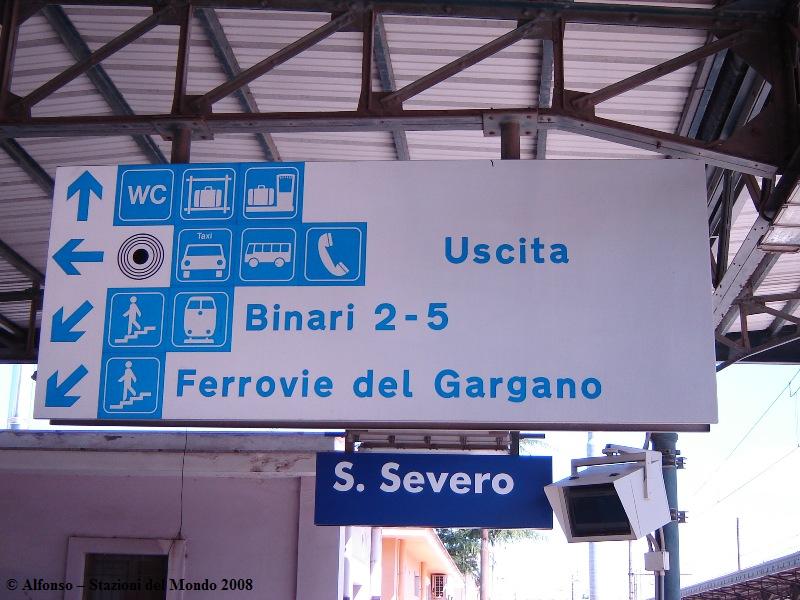 WC
Taxi
Uscita
Binari 2-5
Ferrovie del Gargano
S. Severo
© Alfonso – Stazioni del Mondo 2008